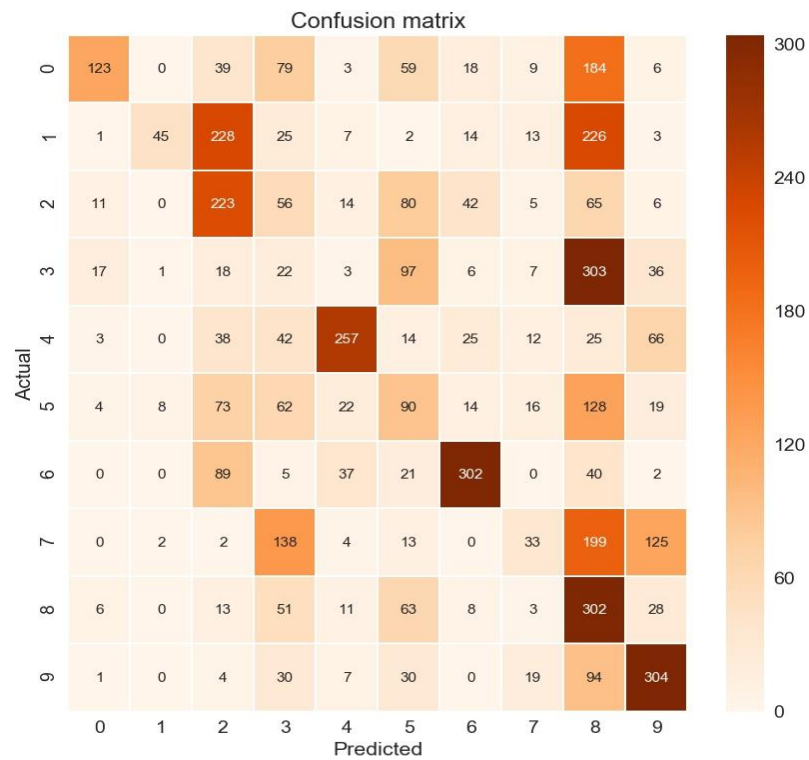 Confusion matrix
0 123 0 39 79 3 59 18 9 184 6
1 1 45 228 25 7 2 14 13 226 3
2 11 0 223 56 14 80 42 5 65 6
3 17 1 18 22 3 97 6 7 303 36
4 3 0 38 42 257 14 25 12 25 66
5 4 8 73 62 22 90 14 16 128 19
6 0 0 89 5 37 21 302 0 40 2
7 0 2 2 138 4 13 0 33 199 125
8 6 0 13 51 11 63 8 3 302 28
9 1 0 4 30 7 30 0 19 94 304
0 1 2 3 4 5 6 7 8 9
Predicted
Actual
300
240
180
120
60
0